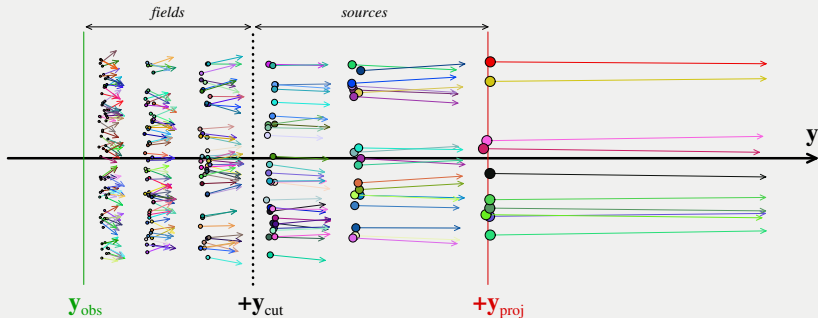 fields sources
y
y_obs +y_cut +y_proj